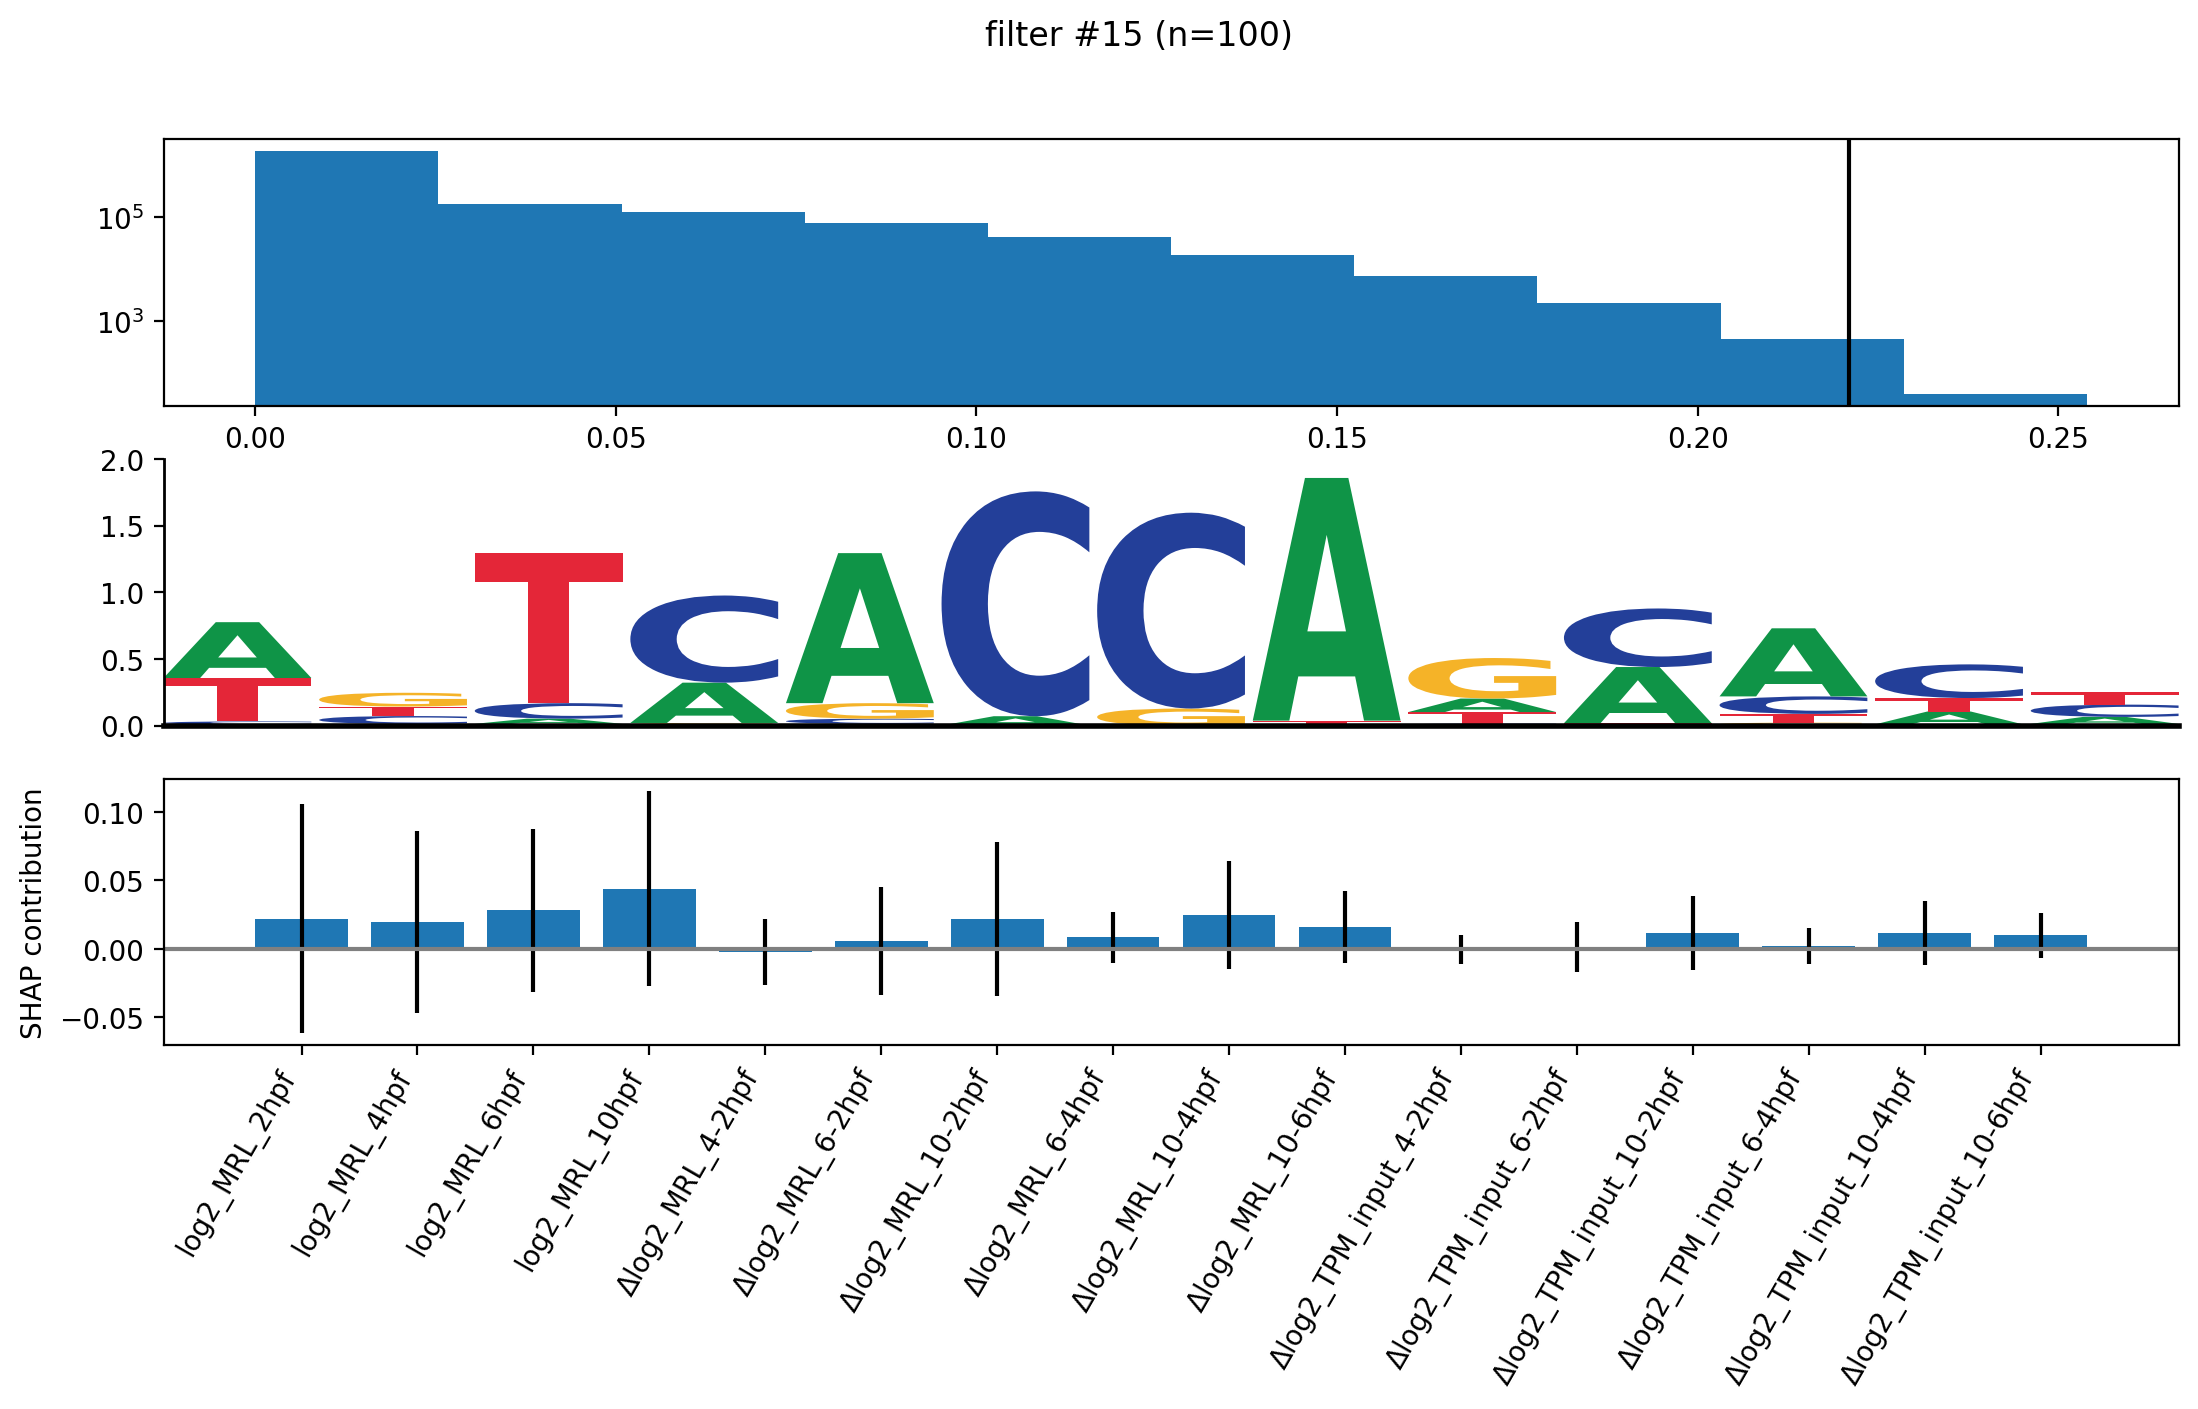 filter #15 (n=100)
10^5
10^3
0.00 0.05 0.10 0.15 0.20 0.25
2.0
1.5
1.0
0.5
0.0
A G T C A C C A G C A C T
T T C A G A G T A A C T C
C C A C T T A A
SHAP contribution
0.10
0.05
0.00
−0.05
log2_MRL_2hpf
log2_MRL_4hpf
log2_MRL_6hpf
log2_MRL_10hpf
Δlog2_MRL_4-2hpf
Δlog2_MRL_6-2hpf
Δlog2_MRL_10-2hpf
Δlog2_MRL_6-4hpf
Δlog2_MRL_10-4hpf
Δlog2_MRL_10-6hpf
Δlog2_TPM_input_4-2hpf
Δlog2_TPM_input_6-2hpf
Δlog2_TPM_input_10-2hpf
Δlog2_TPM_input_6-4hpf
Δlog2_TPM_input_10-4hpf
Δlog2_TPM_input_10-6hpf